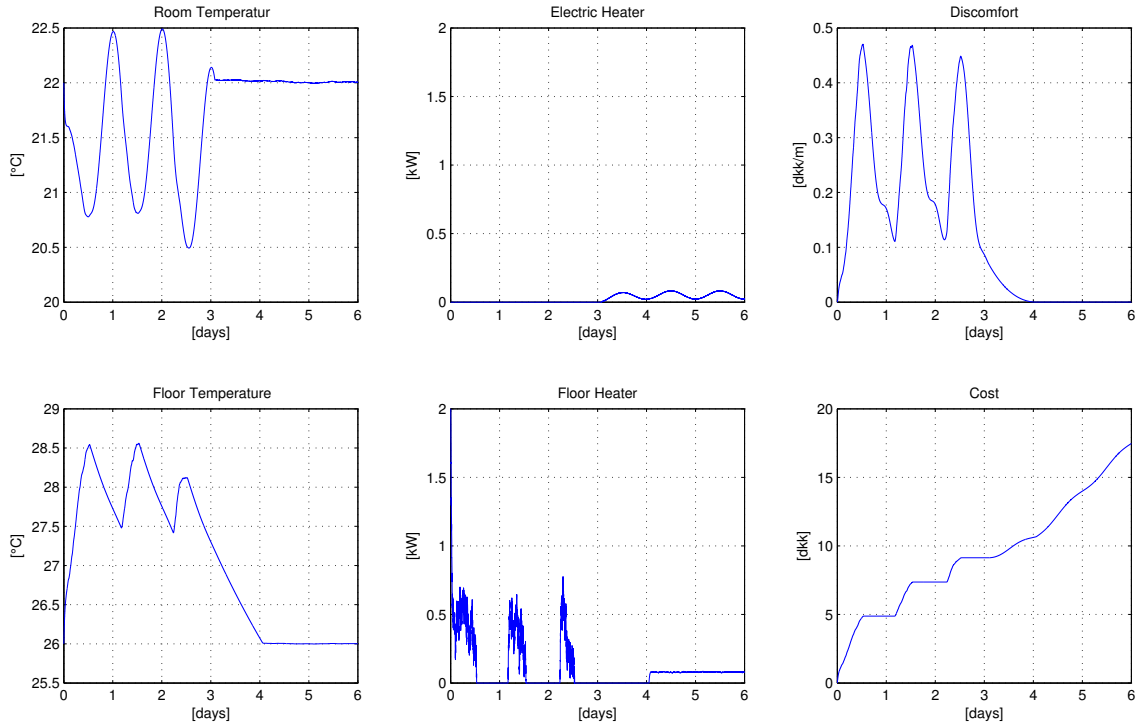 Room Temperatur
[°C]
22.5
22
21.5
21
20.5
20
0 1 2 3 4 5 6
[days]
Electric Heater
[kW]
2
1.5
1
0.5
0
0 1 2 3 4 5 6
[days]
Discomfort
[dkk/m]
0.5
0.4
0.3
0.2
0.1
0
0 1 2 3 4 5 6
[days]
Floor Temperature
[°C]
29
28.5
28
27.5
27
26.5
26
25.5
0 1 2 3 4 5 6
[days]
Floor Heater
[kW]
2
1.5
1
0.5
0
0 1 2 3 4 5 6
[days]
Cost
[dkk]
20
15
10
5
0
0 1 2 3 4 5 6
[days]